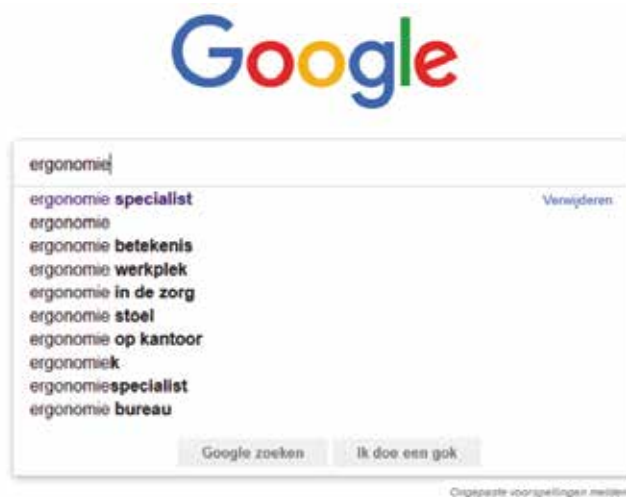 Google
ergonomie
ergonomie specialist Verwijderen
ergonomie
ergonomie betekenis
ergonomie werkplek
ergonomie in de zorg
ergonomie stoel
ergonomie op kantoor
ergonomiek
ergonomiespecialist
ergonomie bureau
Google zoeken Ik doe een gok
Ongepaste voorspellingen melden